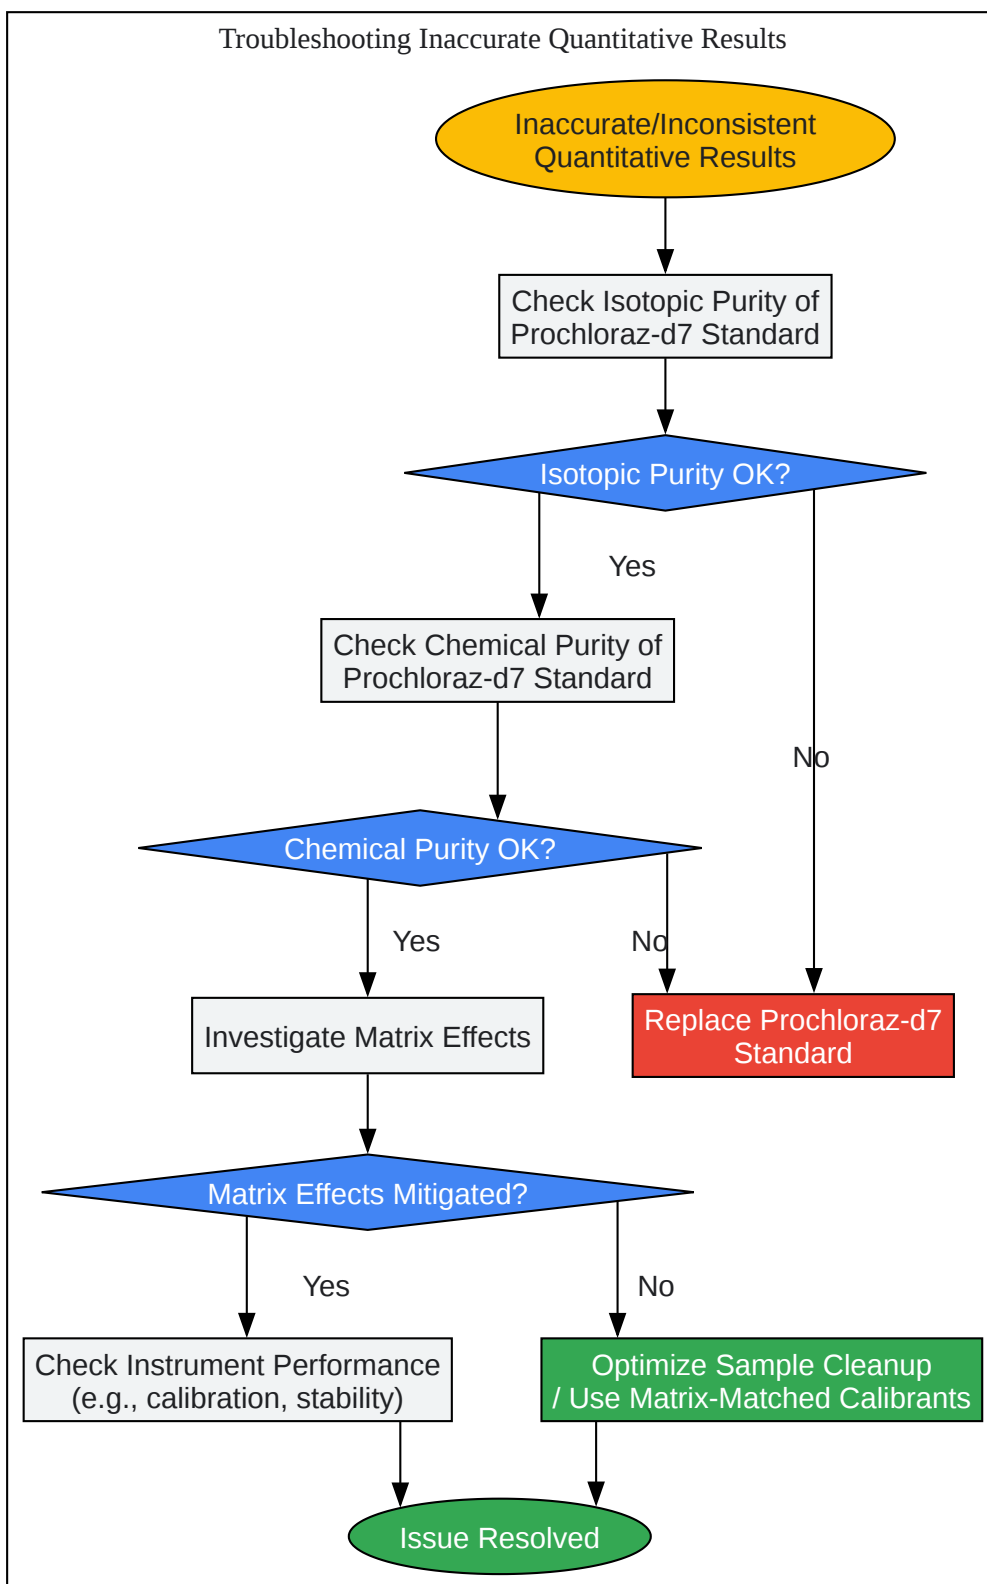 Troubleshooting Inaccurate Quantitative Results
Inaccurate/Inconsistent
Quantitative Results
Check Isotopic Purity of
Prochloraz-d7 Standard
Isotopic Purity OK?
Yes
Check Chemical Purity of
Prochloraz-d7 Standard
No
Chemical Purity OK?
Yes
No
Investigate Matrix Effects
Replace Prochloraz-d7
Standard
Matrix Effects Mitigated?
Yes
No
Check Instrument Performance
(e.g., calibration, stability)
Optimize Sample Cleanup
/ Use Matrix-Matched Calibrants
Issue Resolved